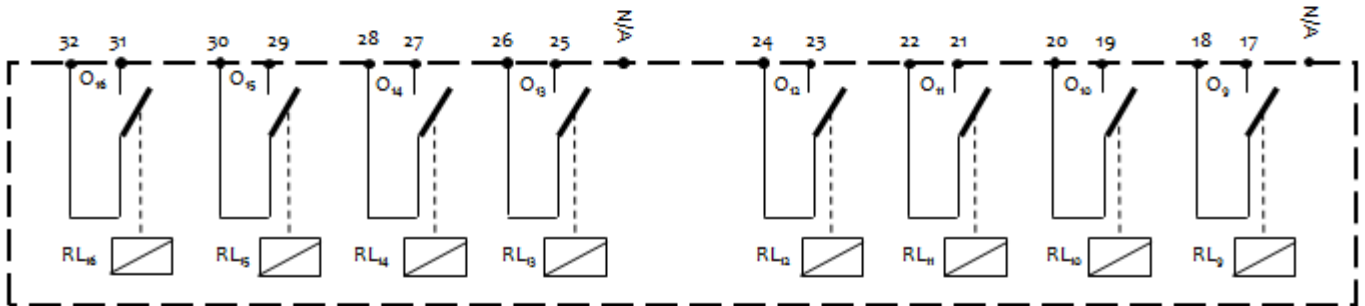 32 31 30 29 28 27 26 25 N/A 24 23 22 21 20 19 18 17 N/A
O₁₆ O₁₅ O₁₄ O₁₃ O₁₂ O₁₁ O₁₀ O₉
RL₁₆ RL₁₅ RL₁₄ RL₁₃ RL₁₂ RL₁₁ RL₁₀ RL₉